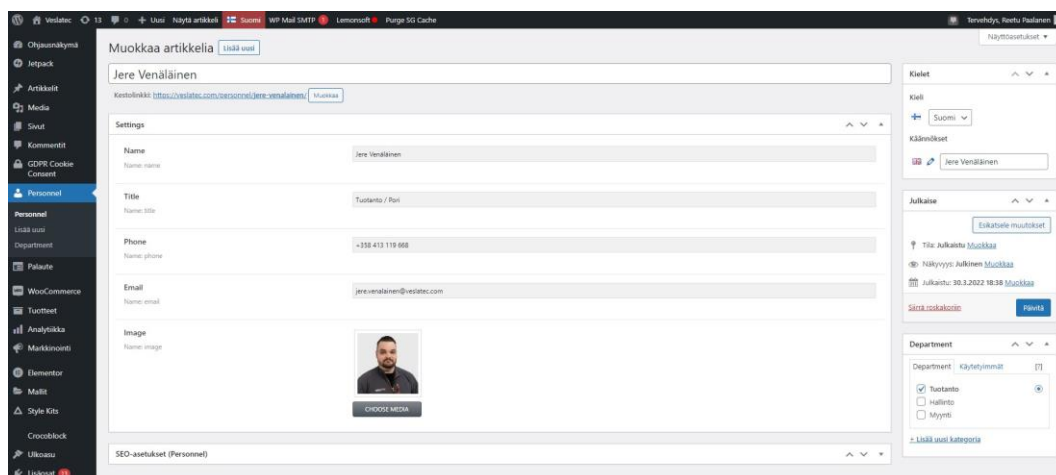 Veslatec 13 0 + Uusi Näytä artikkeli Suomi WP Mail SMTP 1 Lemonsoft Purge SG Cache Tervehdys, Reetu Paalanen
Näyttöasetukset ▼
Ohjausnäkymä
Jetpack
Artikkelit
Media
Sivut
Kommentit
GDPR Cookie
Consent
Personnel
Personnel
Lisää uusi
Department
Palaute
WooCommerce
Tuotteet
Analytiikka
Markkinointi
Elementor
Mallit
Style Kits
Crocoblock
Ulkoasu
Lisäosat 13
Muokkaa artikkelia Lisää uusi
Jere Venäläinen
Kestolinkki: https://veslatec.com/personnel/jere-venalainen/ Muokkaa
Settings
Name Jere Venäläinen
Name: name
Title Tuotanto / Pori
Name: title
Phone +358 413 119 668
Name: phone
Email jere.venalainen@veslatec.com
Name: email
Image
Name: image
CHOOSE MEDIA
SEO-asetukset (Personnel)
Kielet
Kieli
Suomi
Käännökset
Jere Venäläinen
Julkaise
Esikatsele muutokset
Tila: Julkaistu Muokkaa
Näkyvyys: Julkinen Muokkaa
Julkaistu: 30.3.2022 18:38 Muokkaa
Siirrä roskakoriin Päivitä
Department
Department Käytetyimmät [?]
Tuotanto
Hallinto
Myynti
+ Lisää uusi kategoria